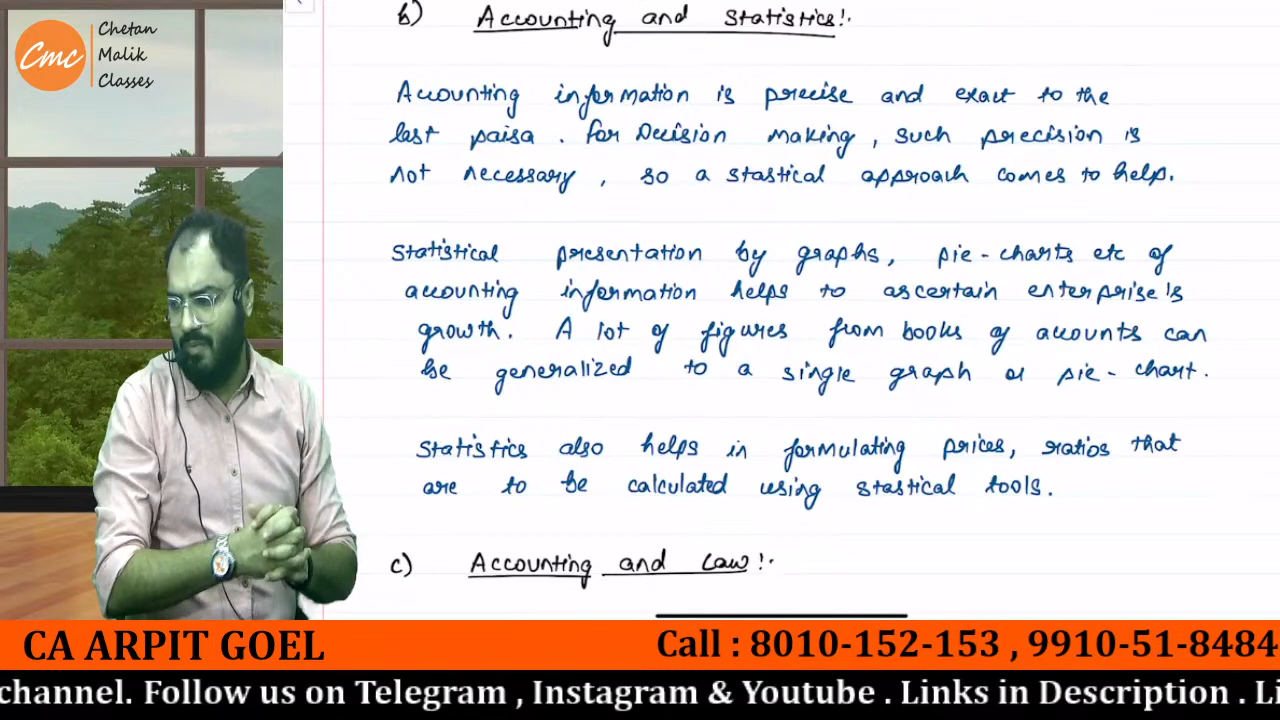 Cmc
Chetan
Malik
Classes
b) Accounting and Statistics!-
Accounting information is precise and exact to the
last paisa. For Decision making, such precision is
not necessary, so a stastical approach comes to help.
Statistical presentation by graphs, pie-charts etc of
accounting information helps to ascertain enterprise's
growth. A lot of figures from books of accounts can
be generalized to a single graph or pie-chart.
Statistics also helps in formulating prices, ratios that
are to be calculated using stastical tools.
c) Accounting and Law!-
CA ARPIT GOEL
Call : 8010-152-153 , 9910-51-8484
channel. Follow us on Telegram , Instagram & Youtube . Links in Description . Li